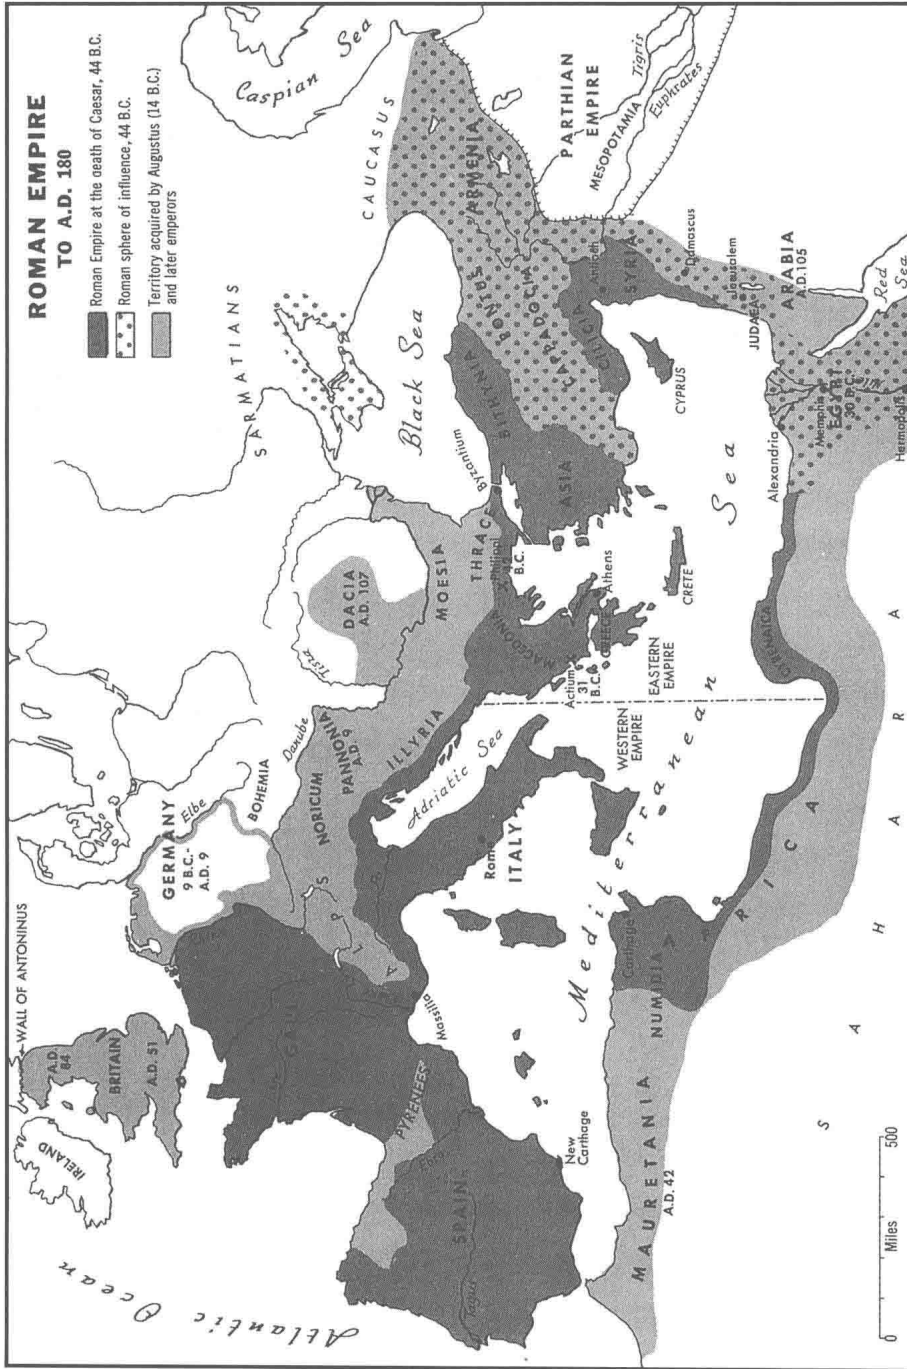 ROMAN EMPIRE
TO A.D. 180
Roman Empire at the death of Caesar, 44 B.C.
Roman sphere of influence, 44 B.C.
Territory acquired by Augustus (14 B.C.)
and later emperors
WALL OF ANTONINUS
IRELAND
A.D.
84
BRITAIN
A.D. 51
Atlantic Ocean
GERMANY
9 B.C.-
A.D. 9
Elbe
Rhine
BOHEMIA
Danube
SARMATIANS
Caspian Sea
CAUCASUS
GAUL
ALPS
NORICUM
PANNONIA
A.D. 9
Tisza
DACIA
A.D. 107
MOESIA
Black Sea
ARMENIA
PARTHIAN
EMPIRE
Tigris
MESOPOTAMIA
Euphrates
PYRENEES
Ebro
SPAIN
Tagus
Massilia
New
Carthage
ILLYRIA
Adriatic Sea
Rome
ITALY
THRACE
Philippi
42
B.C.
MACEDONIA
Byzantium
BITHYNIA
PONTUS
CAPPADOCIA
CILICIA
ASIA
Antioch
SYRIA
Damascus
Actium
31
B.C.
GREECE
Athens
CRETE
CYPRUS
WESTERN
EMPIRE
EASTERN
EMPIRE
Mediterranean Sea
Jerusalem
JUDAEA
ARABIA
A.D. 105
Red
Sea
Carthage
NUMIDIA
MAURETANIA
A.D. 42
AFRICA
CYRENAICA
Alexandria
Memphis
EGYPT
30 B.C.
Nile
Hermopolis
SAHARA
0
500
Miles